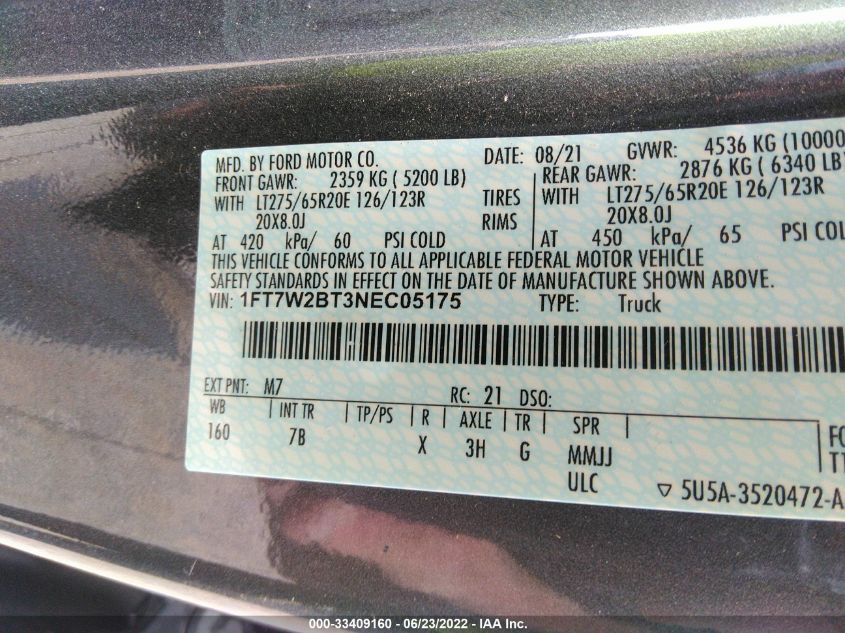 MFD. BY FORD MOTOR CO. DATE: 08/21 GVWR: 4536 KG (10000
FRONT GAWR: 2359 KG ( 5200 LB) REAR GAWR: 2876 KG ( 6340 LB)
WITH LT275/65R20E 126/123R TIRES WITH LT275/65R20E 126/123R
20X8.0J RIMS 20X8.0J
AT 420 kPa/ 60 PSI COLD AT 450 kPa/ 65 PSI COL
THIS VEHICLE CONFORMS TO ALL APPLICABLE FEDERAL MOTOR VEHICLE
SAFETY STANDARDS IN EFFECT ON THE DATE OF MANUFACTURE SHOWN ABOVE.
VIN: 1FT7W2BT3NEC05175 TYPE: Truck
EXT PNT: M7 RC: 21 DSO:
WB INT TR TP/PS R AXLE TR SPR
160 7B X 3H G MMJJ
ULC
5U5A-3520472-A
000-33409160 - 06/23/2022 - IAA Inc.